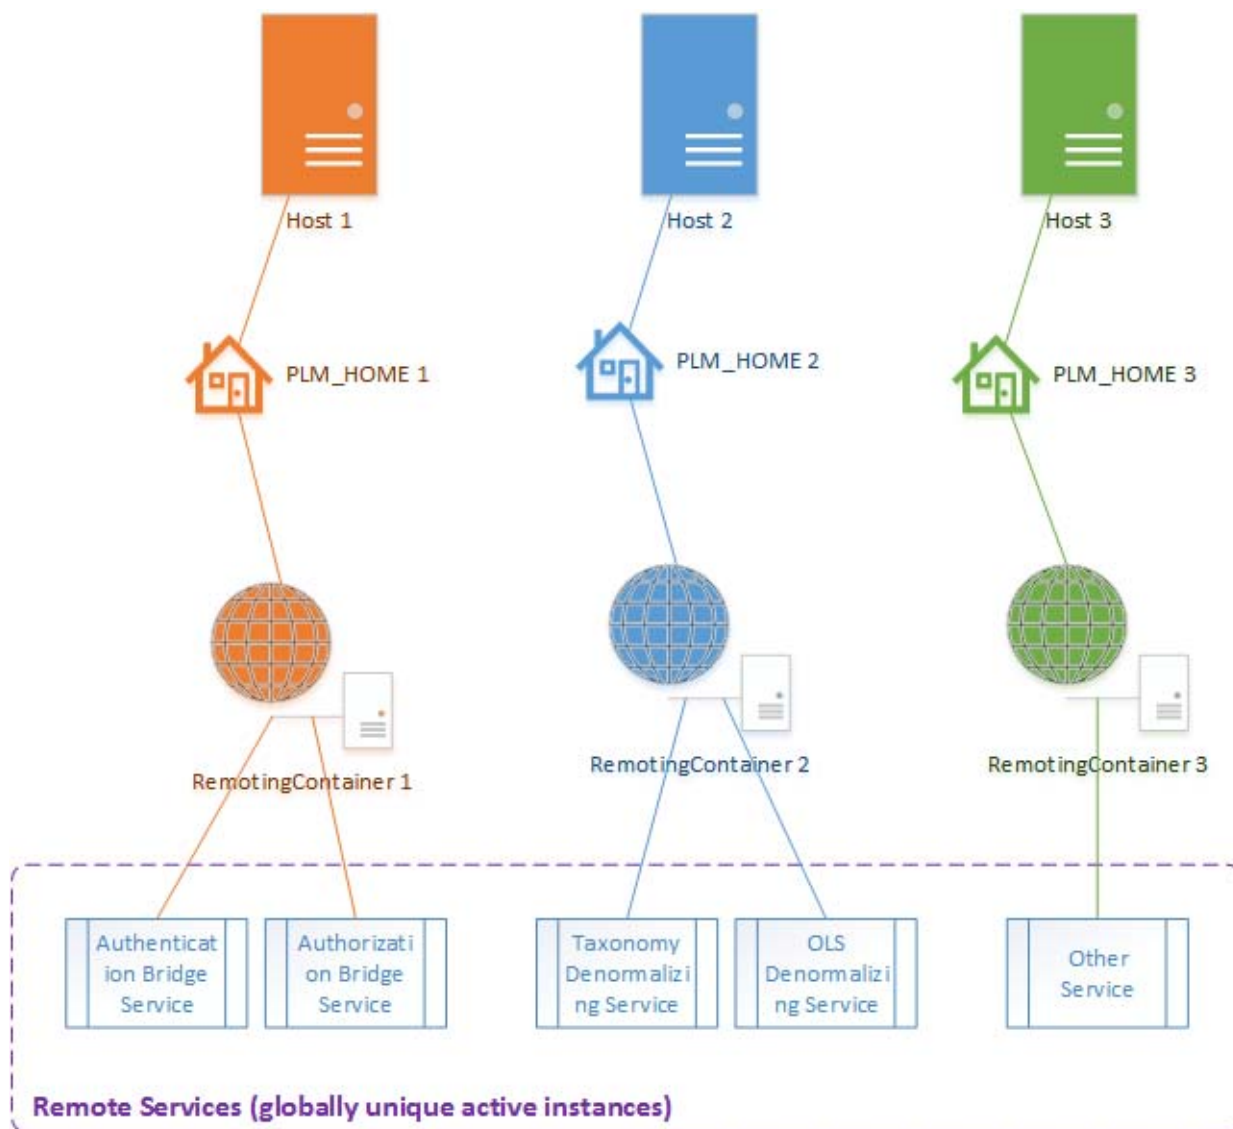 Host 1
Host 2
Host 3
PLM_HOME 1
PLM_HOME 2
PLM_HOME 3
RemotingContainer 1
RemotingContainer 2
RemotingContainer 3
Authenticat
ion Bridge
Service
Authorizati
on Bridge
Service
Taxonomy
Denormalizi
ng Service
OLS
Denormalizi
ng Service
Other
Service
Remote Services (globally unique active instances)